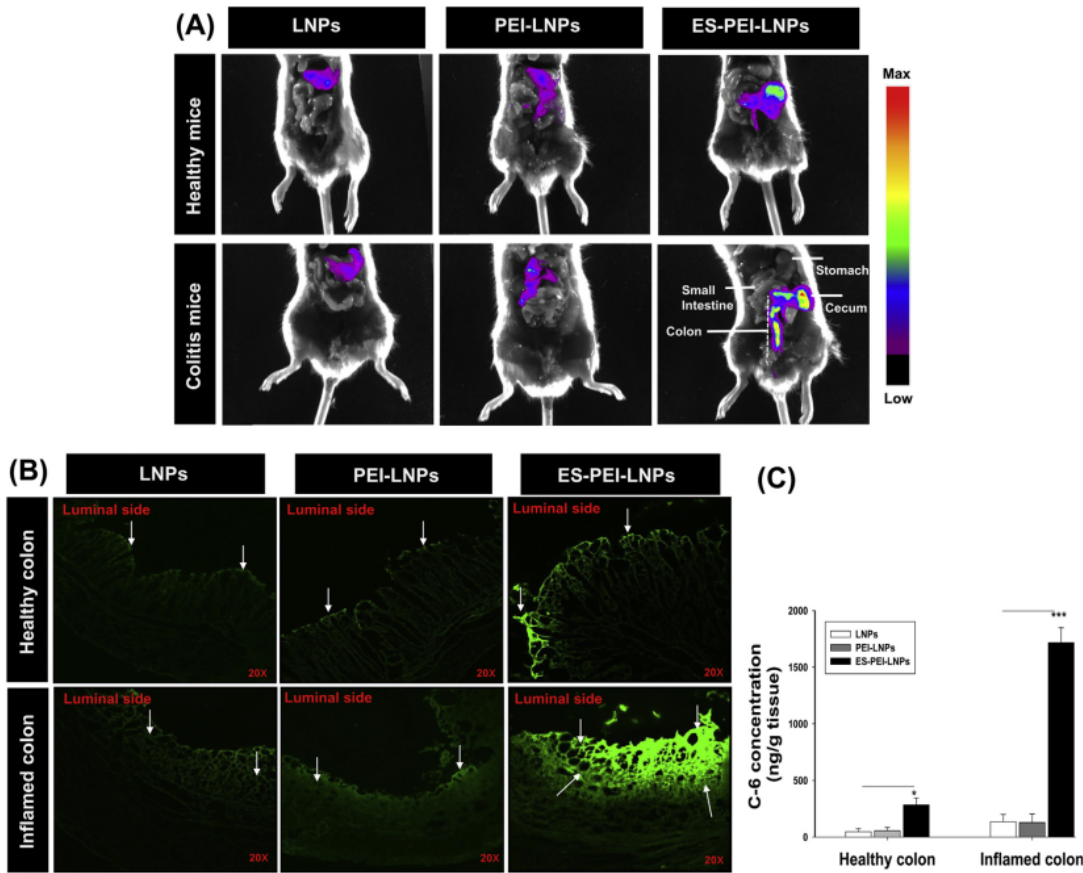 (A)
LNPs
PEI-LNPs
ES-PEI-LNPs
Healthy mice
Colitis mice
Stomach
Small
Intestine
Cecum
Colon
Max
Low
(B)
LNPs
PEI-LNPs
ES-PEI-LNPs
Healthy colon
Luminal side
20X
Luminal side
20X
Luminal side
20X
Inflamed colon
Luminal side
20X
Luminal side
20X
Luminal side
20X
(C)
C-6 concentration
(ng/g tissue)
2000
1500
1000
500
0
LNPs
PEI-LNPs
ES-PEI-LNPs
*
***
Healthy colon
Inflamed colon